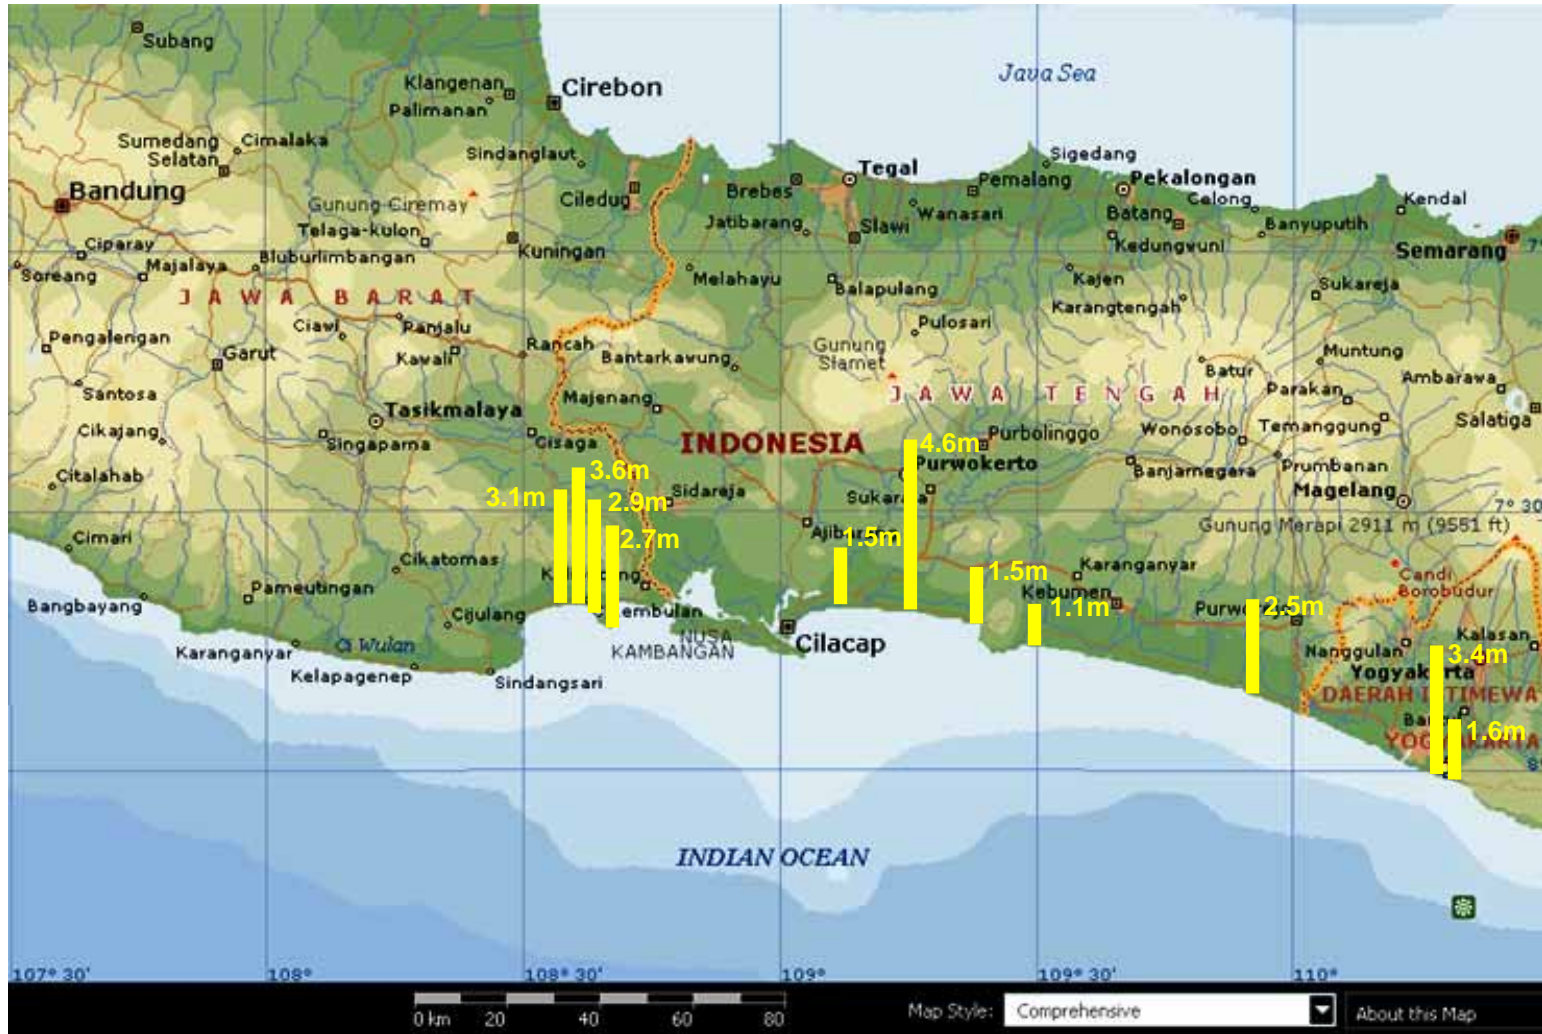 Subang
Klangenan
Palimanan
Cirebon
Java Sea
Sumedang
Selatan
Cimalaka
Sindanglaut
Bandung
Gunung Ciremay
Ciledug
Telaga-kulon
Kuningan
Brebes
Tegal
Jatibarang
Slawi
Wanasari
Sigedang
Pemalang
Pekalongan
Batang
Kedungwuni
Banyuputih
Kendal
Semarang
7°
Ciparay
Soreang
Majalaya
Bluburlimbangan
JAWA BARAT
Melahayu
Balapulang
Kajen
Karangtengah
Sukareja
Pengalengan
Ciawi
Panjalu
Kawali
Rancah
Bantarkawung
Pulosari
Gunung
Slamet
Garut
Santosa
JAWA TENGAH
Batur
Muntung
Parakan
Ambarawa
Salatiga
Tasikmalaya
Majenang
Cisaga
Cikajang
Singaparna
INDONESIA
4.6m
Purbolinggo
Purwokerto
Wonosobo
Temanggung
Banjarnegara
Prumbanan
Magelang
Citalahab
3.1m
3.6m
2.9m
2.7m
Sidareja
1.5m
7° 30
Gunung Merapi 2911 m (9551 ft)
Cimari
Cikatomas
Pameutingan
Bangbayang
Cijulang
Karanganyar
Ci Wulan
Kelapagenep
Sindangsari
NUSA
KAMBANGAN
Cilacap
1.5m
Karanganyar
Kebumen
1.1m
2.5m
Candi
Borobudur
Nanggulan
Kalasan
3.4m
1.6m
INDIAN OCEAN
107° 30'
108°
108° 30'
109°
109° 30'
110°
0 km 20 40 60 80
Map Style: Comprehensive
About this Map